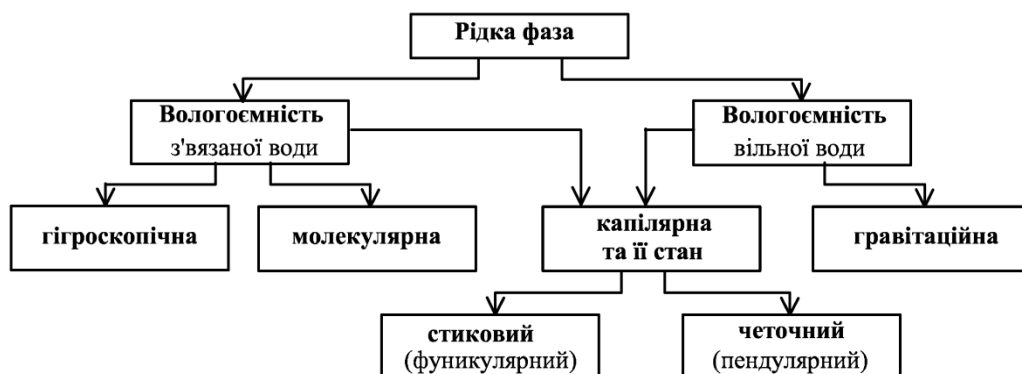 Рідка фаза
Вологоємність
з'вязаної води
Вологоємність
вільної води
гігроскопічна
молекулярна
капілярна
та її стан
гравітаційна
стиковий
(фуникулярний)
четочний
(пендулярний)